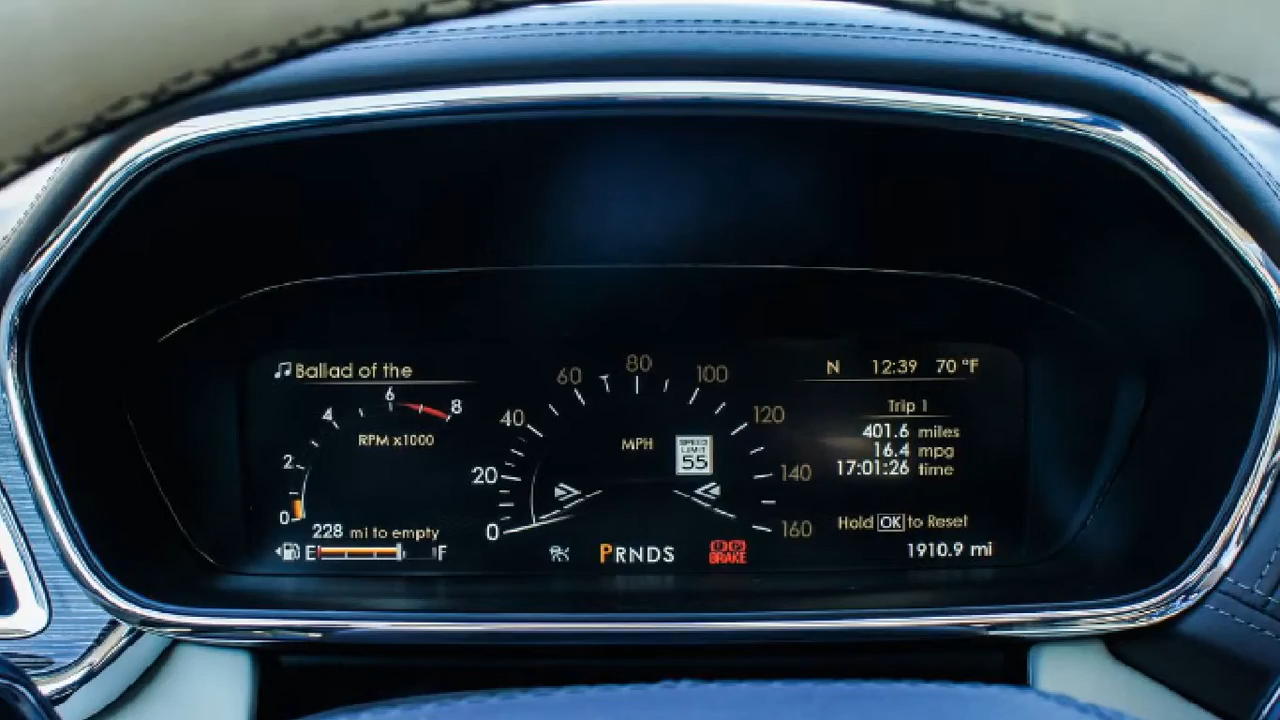 Ballad of the
N 12:39 70 °F
0 2 4 6 8
RPM x1000
0 20 40 60 80 100 120 140 160
MPH
SPEED
LIMIT
55
Trip 1
401.6 miles
16.4 mpg
17:01:26 time
Hold OK to Reset
228 mi to empty
E F
PRNDS
BRAKE
1910.9 mi